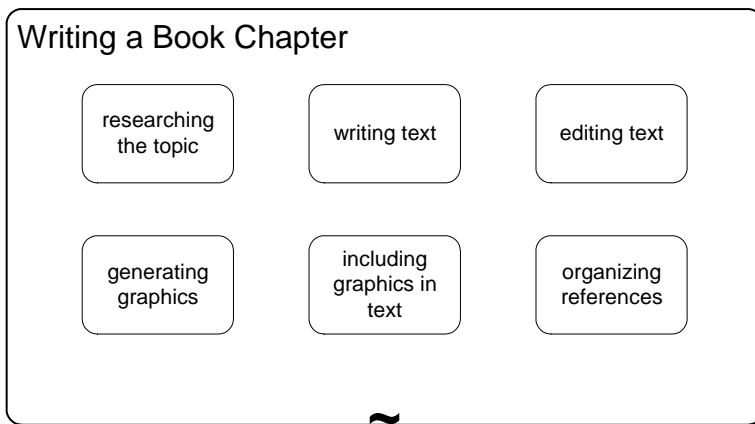 Writing a Book Chapter
researching
the topic
writing text
editing text
generating
graphics
including
graphics in
text
organizing
references
~